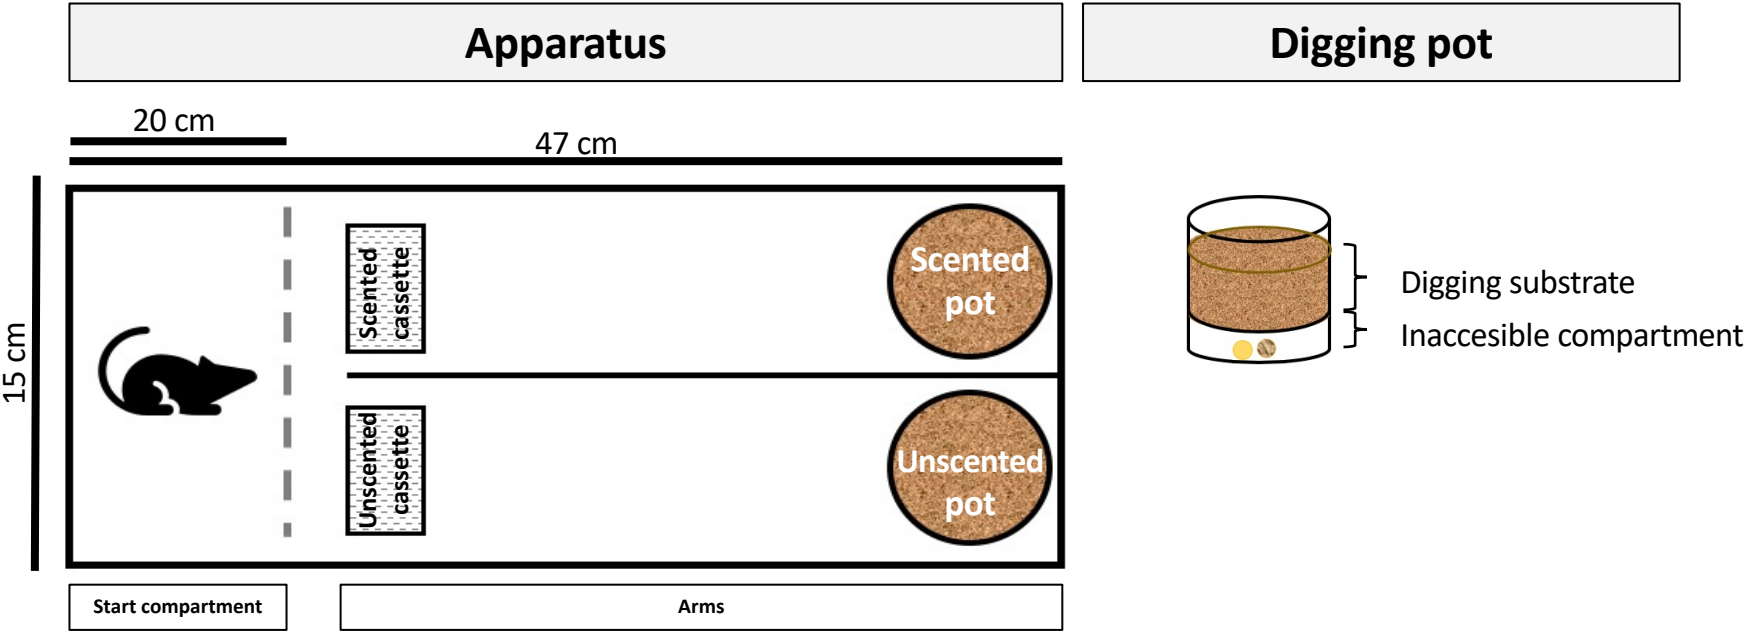 Apparatus
Digging pot
20 cm
47 cm
15 cm
Scented
cassette
Scented
pot
Unscented
cassette
Unscented
pot
Digging substrate
Inaccesible compartment
Start compartment
Arms